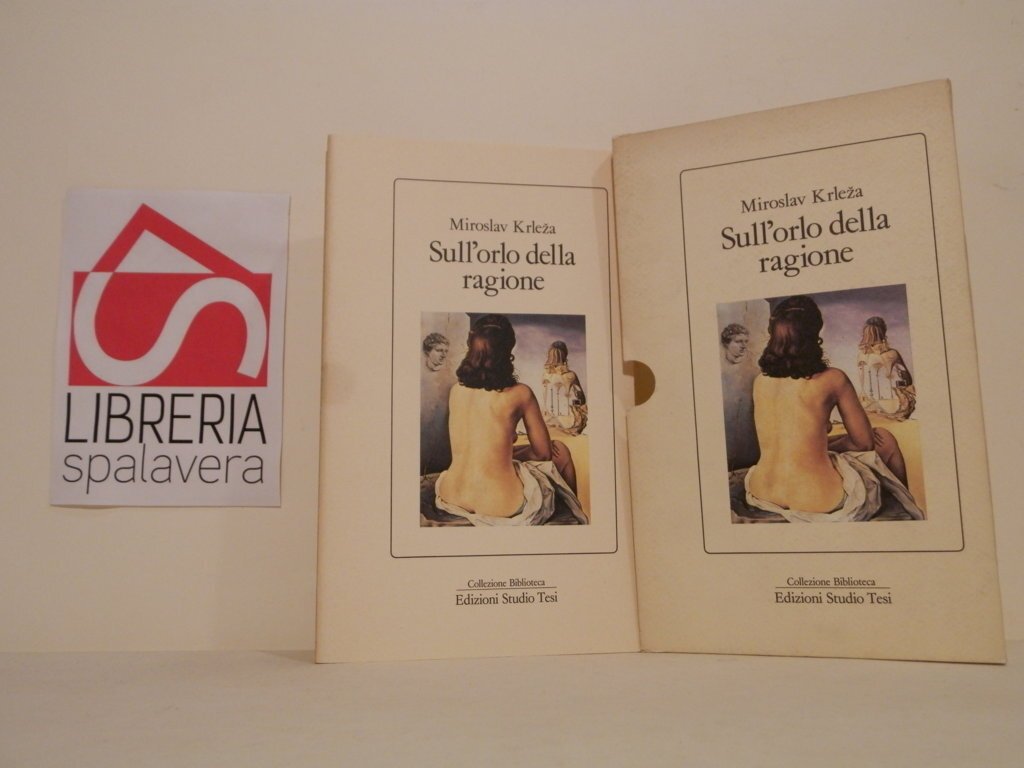 LIBRERIA
spalavera
Miroslav Krleža
Sull'orlo della
ragione
Collezione Biblioteca
Edizioni Studio Tesi
Miroslav Krleža
Sull'orlo della
ragione
Collezione Biblioteca
Edizioni Studio Tesi